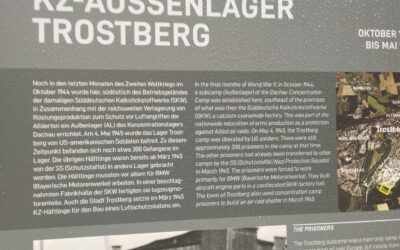 KZ-AUSSENLAGER
TROSTBERG
OKTOBER
BIS MAI
Noch in den letzten Monaten des Zweiten Weltkriegs im
Oktober 1944 wurde hier, südöstlich des Betriebsgeländes
der damaligen Süddeutschen Kalkstickstoffwerke (SKW),
in Zusammenhang mit der reichsweiten Verlagerung von
Rüstungsproduktion zum Schutz vor Luftangriffen der
Alliierten ein Außenlager (AL) des Konzentrationslagers
Dachau errichtet. Am 4. Mai 1945 wurde das Lager Trost-
berg von US-amerikanischen Soldaten befreit. Zu diesem
Zeitpunkt befanden sich noch etwa 300 Gefangene im
Lager. Die übrigen Häftlinge waren bereits ab März 1945
von der SS (Schutzstaffel) in andere Lager gebracht
worden. Die Häftlinge mussten vor allem für BMW
(Bayerische Motorenwerke) arbeiten. In einer beschlag-
nahmten Fabrikhalle der SKW fertigten sie Flugzeugmo-
torenteile. Auch die Stadt Trostberg setzte im März 1945
KZ-Häftlinge für den Bau eines Luftschutzstollens
In the final months of World War II, in October 1944,
a subcamp (Außenlager) of the Dachau Concentration
Camp was established here, southeast of the premises
of what was then the Süddeutsche Kalkstickstoffwerke
(SKW), a calcium cyanamide factory. This was part of the
nationwide relocation of arms production as a protection
against Allied air raids. On May 4, 1945, the Trostberg
camp was liberated by US soldiers. There were still
approximately 300 prisoners in the camp at that time.
The other prisoners had already been transferred to other
camps by the SS (Schutzstaffel/Nazi Protection Squads)
in March 1945. The prisoners were forced to work
primarily for BMW (Bayerische Motorenwerke). They built
aircraft engine parts in a confiscated SKW factory hall.
The town of Trostberg also used concentration camp
prisoners to build an air-raid shelter in March 1945.
Trostberg
THE PRISONERS
The Trostberg subcamp was a men-only camp